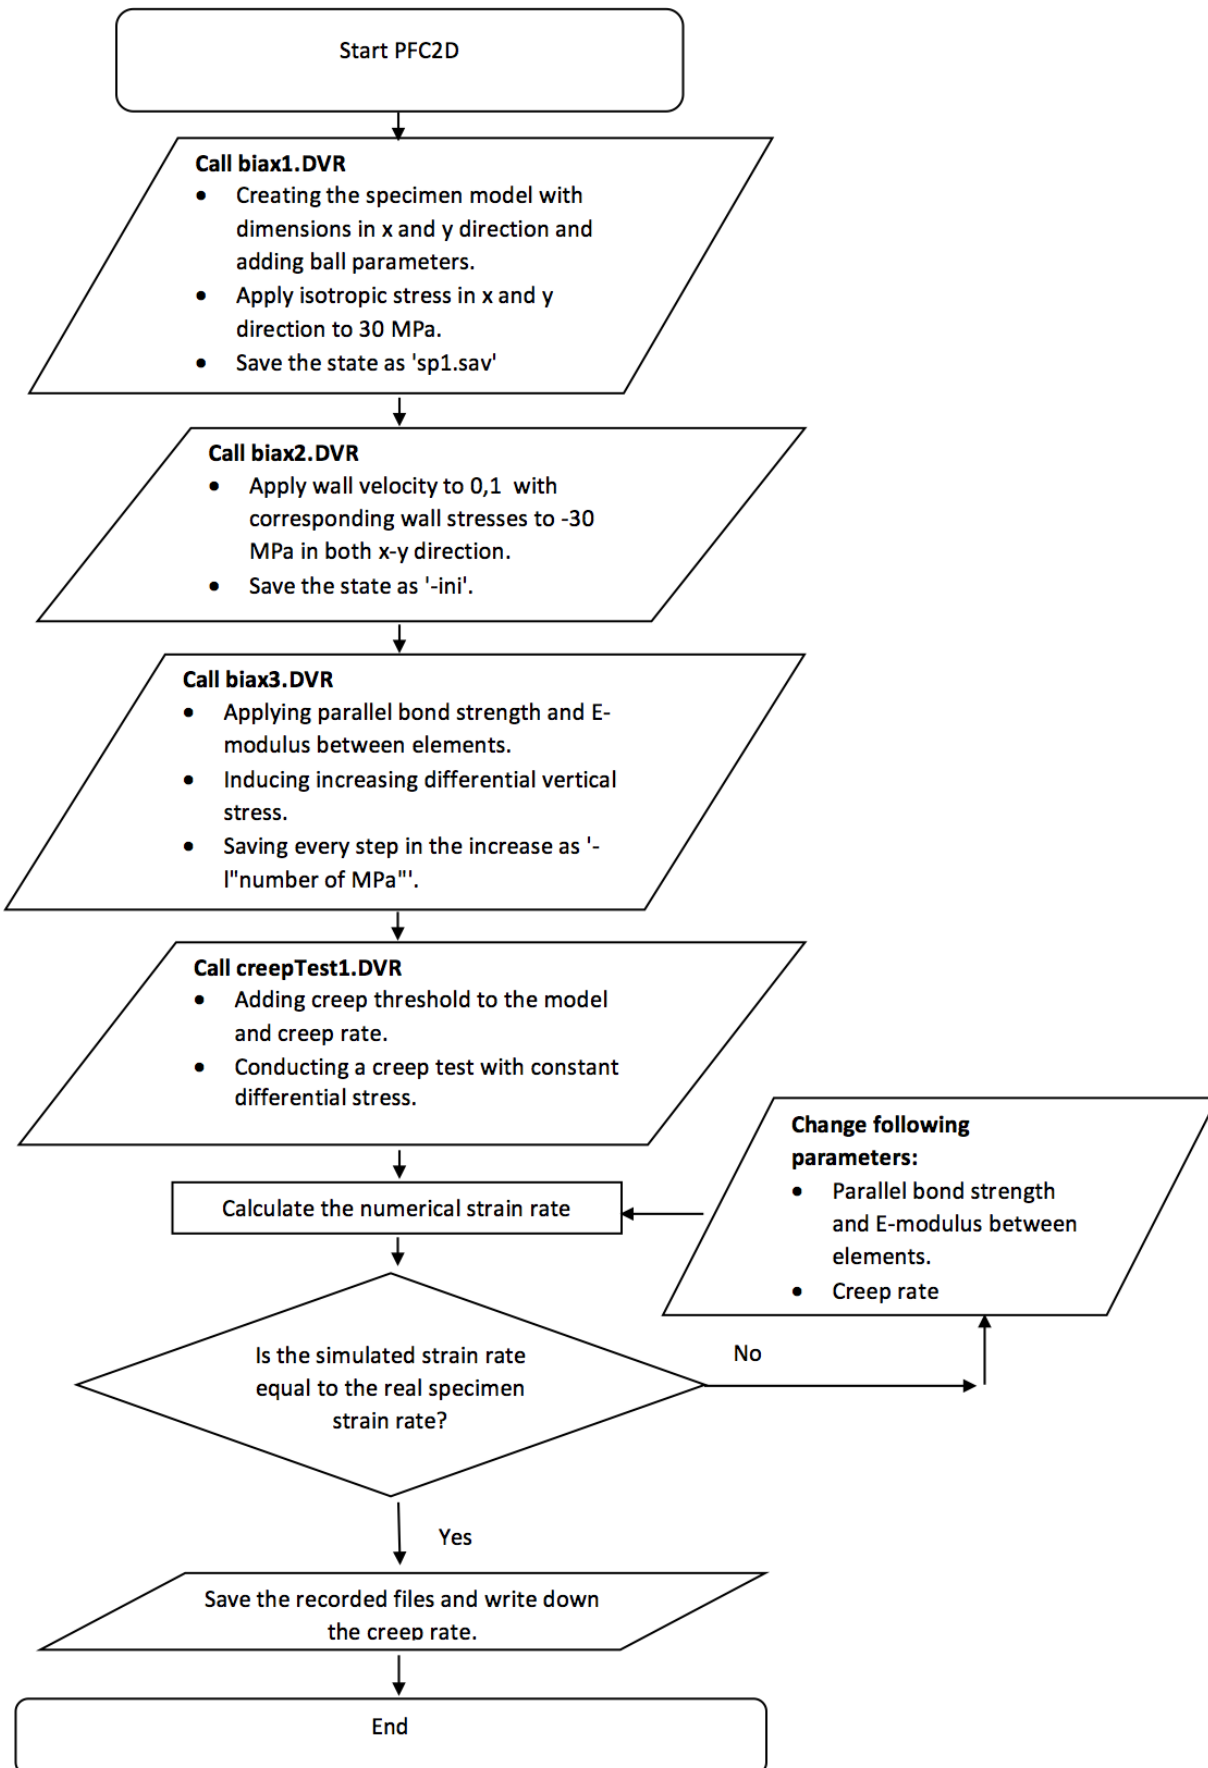 Start PFC2D
Call biax1.DVR
• Creating the specimen model with
dimensions in x and y direction and
adding ball parameters.
• Apply isotropic stress in x and y
direction to 30 MPa.
• Save the state as 'sp1.sav'
Call biax2.DVR
• Apply wall velocity to 0,1 with
corresponding wall stresses to -30
MPa in both x-y direction.
• Save the state as '-ini'.
Call biax3.DVR
• Applying parallel bond strength and E-
modulus between elements.
• Inducing increasing differential vertical
stress.
• Saving every step in the increase as '-
l"number of MPa"'.
Call creepTest1.DVR
• Adding creep threshold to the model
and creep rate.
• Conducting a creep test with constant
differential stress.
Change following
parameters:
• Parallel bond strength
and E-modulus between
elements.
• Creep rate
Calculate the numerical strain rate
Is the simulated strain rate
equal to the real specimen
strain rate?
No
Yes
Save the recorded files and write down
the creep rate.
End